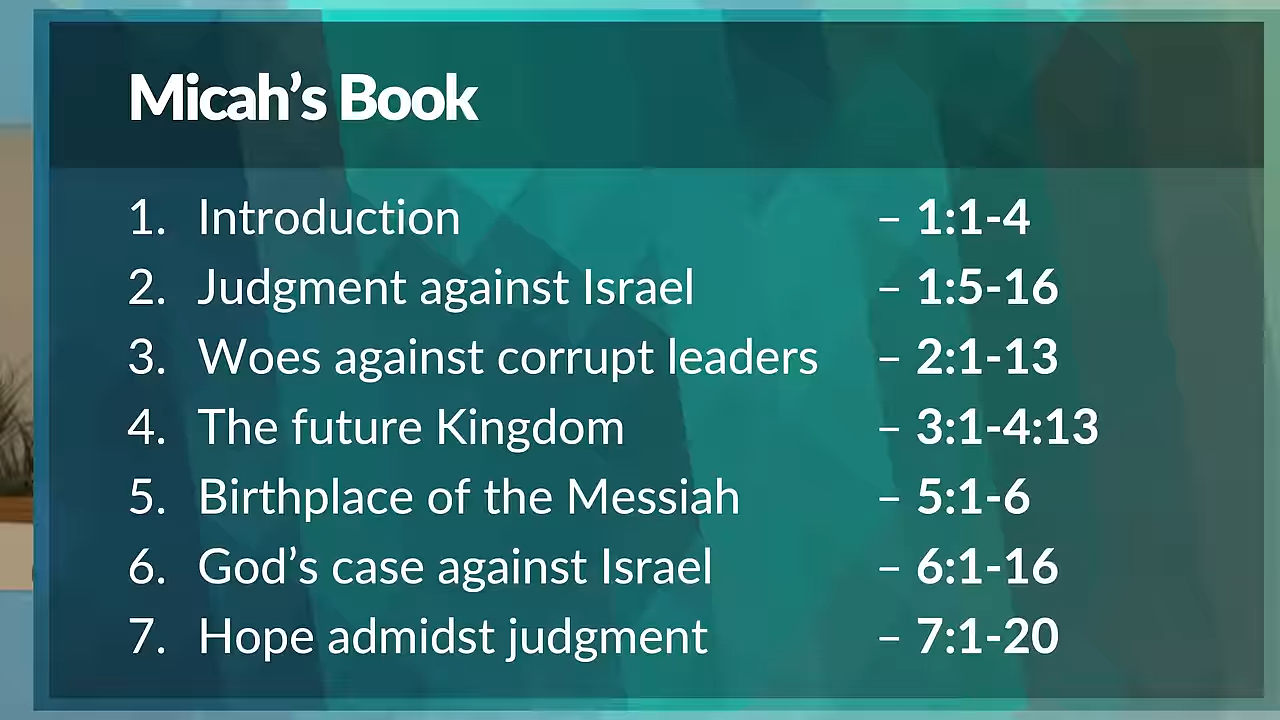 Micah’s Book
1. Introduction – 1:1-4
2. Judgment against Israel – 1:5-16
3. Woes against corrupt leaders – 2:1-13
4. The future Kingdom – 3:1-4:13
5. Birthplace of the Messiah – 5:1-6
6. God’s case against Israel – 6:1-16
7. Hope admidst judgment – 7:1-20